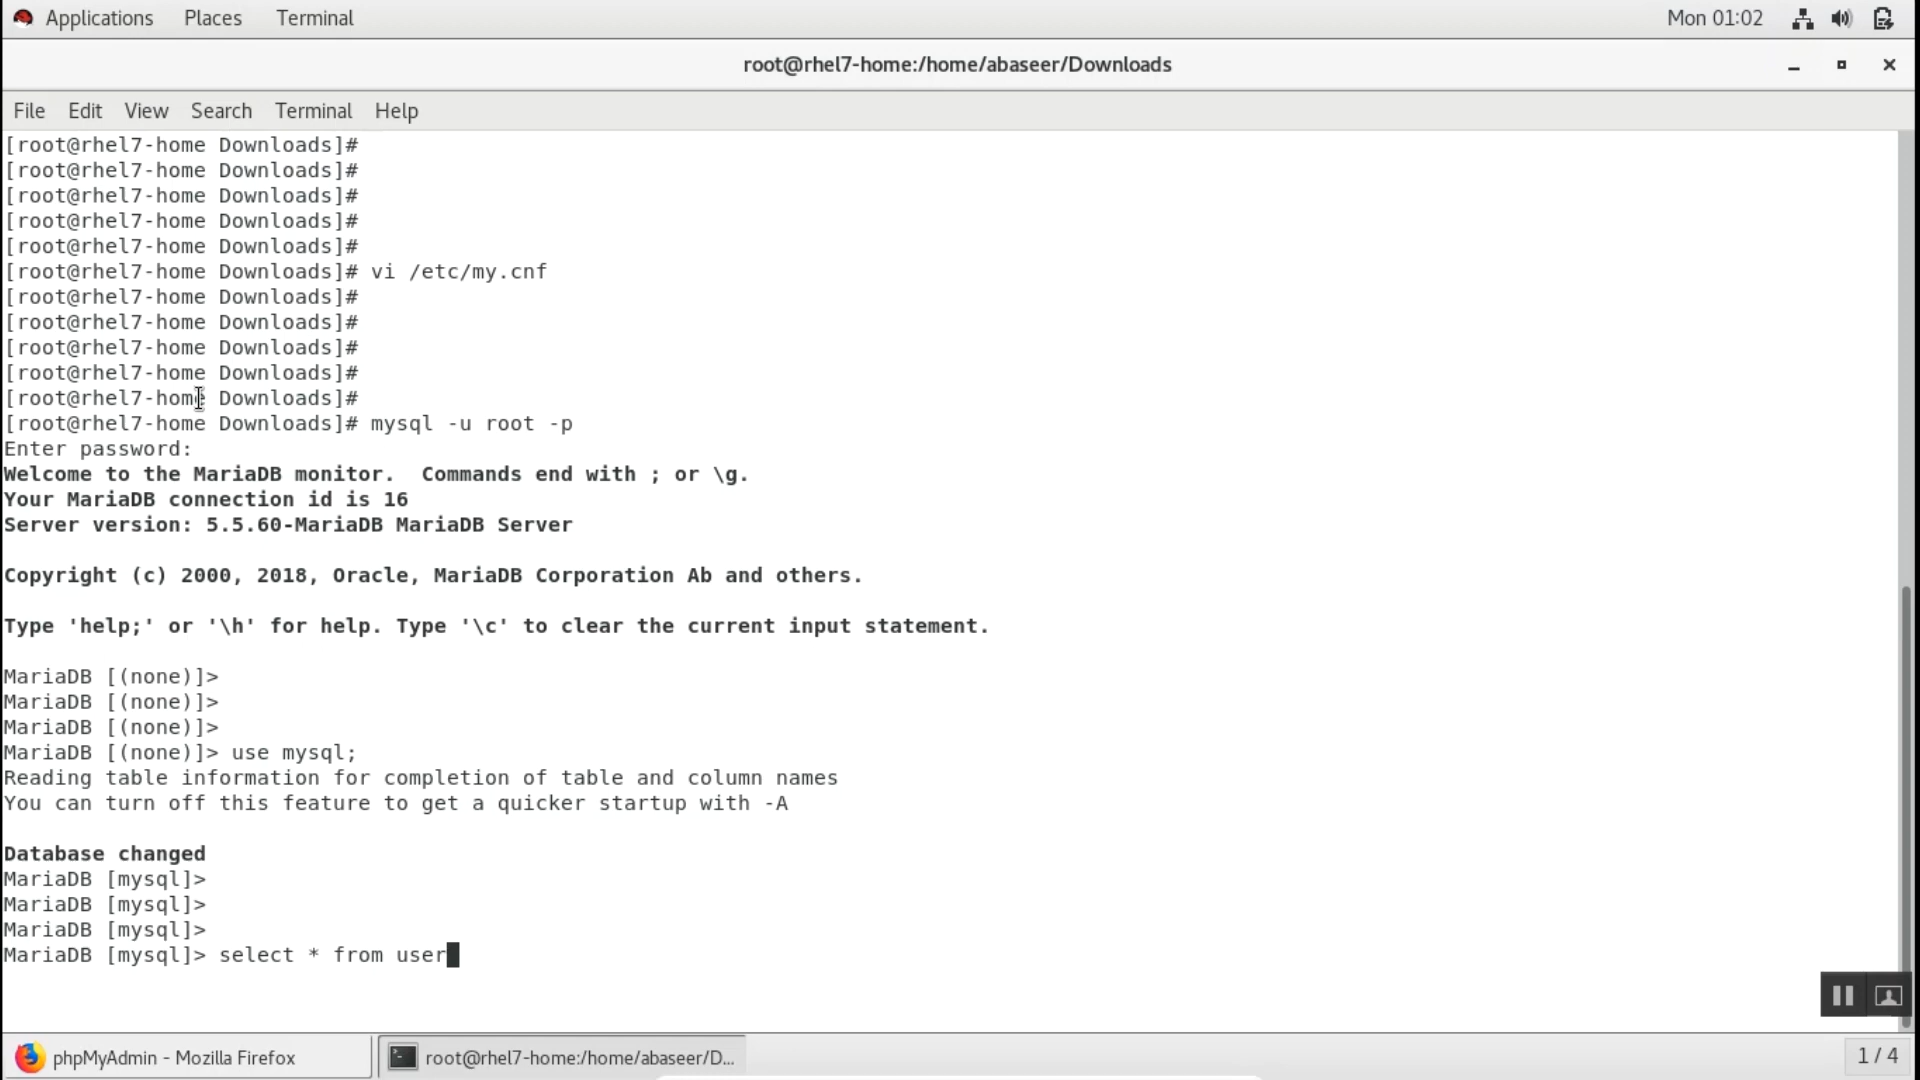 Applications Places Terminal Mon 01:02
root@rhel7-home:/home/abaseer/Downloads
File Edit View Search Terminal Help
[root@rhel7-home Downloads]#
[root@rhel7-home Downloads]#
[root@rhel7-home Downloads]#
[root@rhel7-home Downloads]#
[root@rhel7-home Downloads]#
[root@rhel7-home Downloads]# vi /etc/my.cnf
[root@rhel7-home Downloads]#
[root@rhel7-home Downloads]#
[root@rhel7-home Downloads]#
[root@rhel7-home Downloads]#
[root@rhel7-home Downloads]#
[root@rhel7-home Downloads]# mysql -u root -p
Enter password:
Welcome to the MariaDB monitor.  Commands end with ; or \g.
Your MariaDB connection id is 16
Server version: 5.5.60-MariaDB MariaDB Server
Copyright (c) 2000, 2018, Oracle, MariaDB Corporation Ab and others.
Type 'help;' or '\h' for help. Type '\c' to clear the current input statement.
MariaDB [(none)]>
MariaDB [(none)]>
MariaDB [(none)]>
MariaDB [(none)]> use mysql;
Reading table information for completion of table and column names
You can turn off this feature to get a quicker startup with -A
Database changed
MariaDB [mysql]>
MariaDB [mysql]>
MariaDB [mysql]>
MariaDB [mysql]> select * from user
phpMyAdmin - Mozilla Firefox root@rhel7-home:/home/abaseer/D... 1 / 4